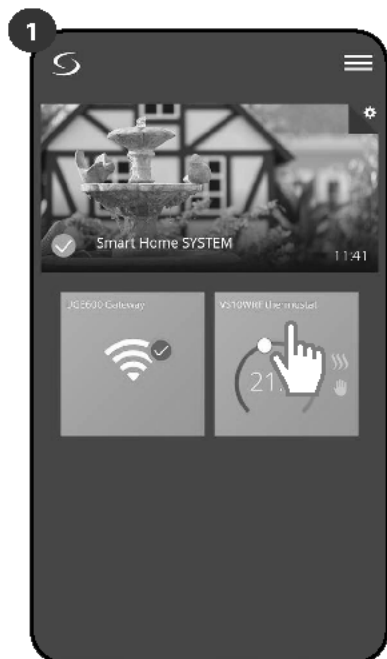 1
Smart Home SYSTEM
11:41
UGE600 Gateway
VS10WRF thermostat
21.